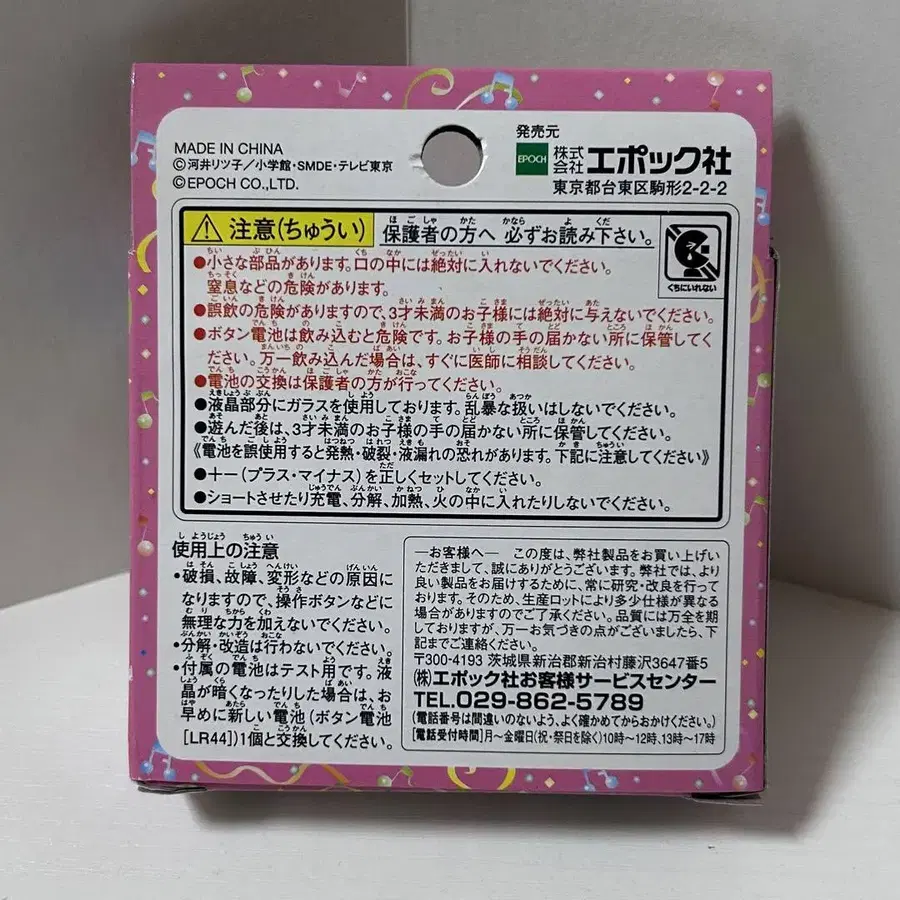 MADE IN CHINA
©河井リツ子／小学館・SMDE・テレビ東京
©EPOCH CO.,LTD.
発売元
EPOCH 株式会社 エポック社
東京都台東区駒形2-2-2
注意(ちゅうい) 保護者の方へ 必ずお読み下さい。
くちにいれない
●小さな部品があります。口の中には絶対に入れないでください。
窒息などの危険があります。
●誤飲の危険がありますので、3才未満のお子様には絶対に与えないでください。
●ボタン電池は飲み込むと危険です。お子様の手の届かない所に保管してく
ださい。万一飲み込んだ場合は、すぐに医師に相談してください。
●電池の交換は保護者の方が行ってください。
●液晶部分にガラスを使用しております。乱暴な扱いはしないでください。
●遊んだ後は、3才未満のお子様の手の届かない所に保管してください。
《電池を誤使用すると発熱・破裂・液漏れの恐れがあります。下記に注意してください》
●＋－(プラス・マイナス)を正しくセットしてください。
●ショートさせたり充電、分解、加熱、火の中に入れたりしないでください。
使用上の注意
・破損、故障、変形などの原因に
なりますので、操作ボタンなどに
無理な力を加えないでください。
・分解・改造は行わないでください。
・付属の電池はテスト用です。液
晶が暗くなったりした場合は、お
早めに新しい電池(ボタン電池
[LR44])1個と交換してください。
―お客様へ―　この度は、弊社製品をお買い上げい
ただきまして、誠にありがとうございます。弊社では、より
良い製品をお届けするために、常に研究・改良を行って
おります。そのため、生産ロットにより多少仕様が異なる
場合がありますのでご了承ください。品質には万全を期
しておりますが、万一お気づきの点がございましたら、下
記までご連絡ください。
〒300-4193 茨城県新治郡新治村藤沢3647番5
(株)エポック社お客様サービスセンター
TEL.029-862-5789
(電話番号は間違いのないよう、よく確かめてからおかけください。)
[電話受付時間]月～金曜日(祝・祭日を除く)10時～12時、13時～17時